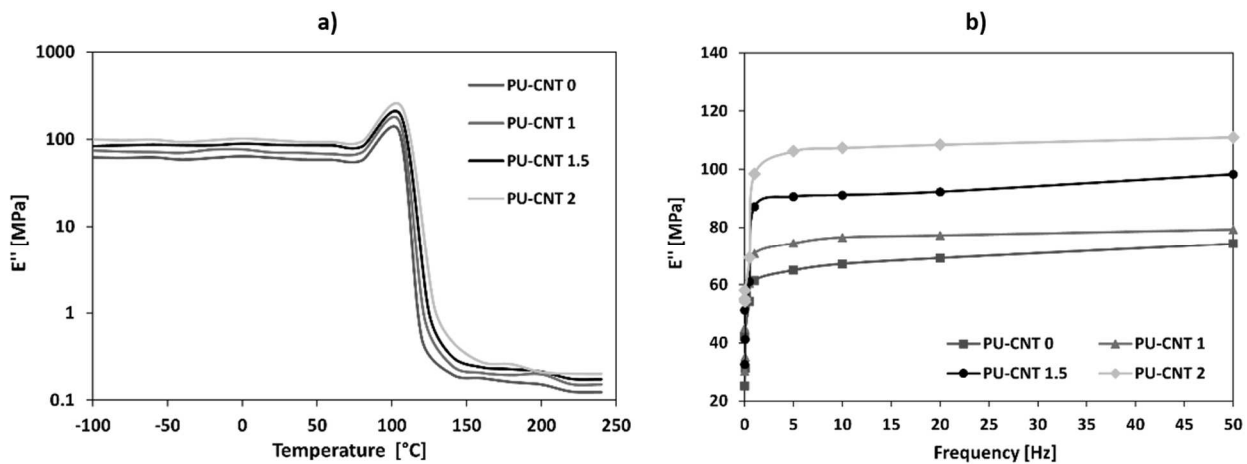 a)
1000
100
10
1
0.1
E'' [MPa]
-100
-50
0
50
100
150
200
250
Temperature [°C]
PU-CNT 0
PU-CNT 1
PU-CNT 1.5
PU-CNT 2
b)
140
120
100
80
60
40
20
E'' [MPa]
0
5
10
15
20
25
30
35
40
45
50
Frequency [Hz]
PU-CNT 0
PU-CNT 1
PU-CNT 1.5
PU-CNT 2